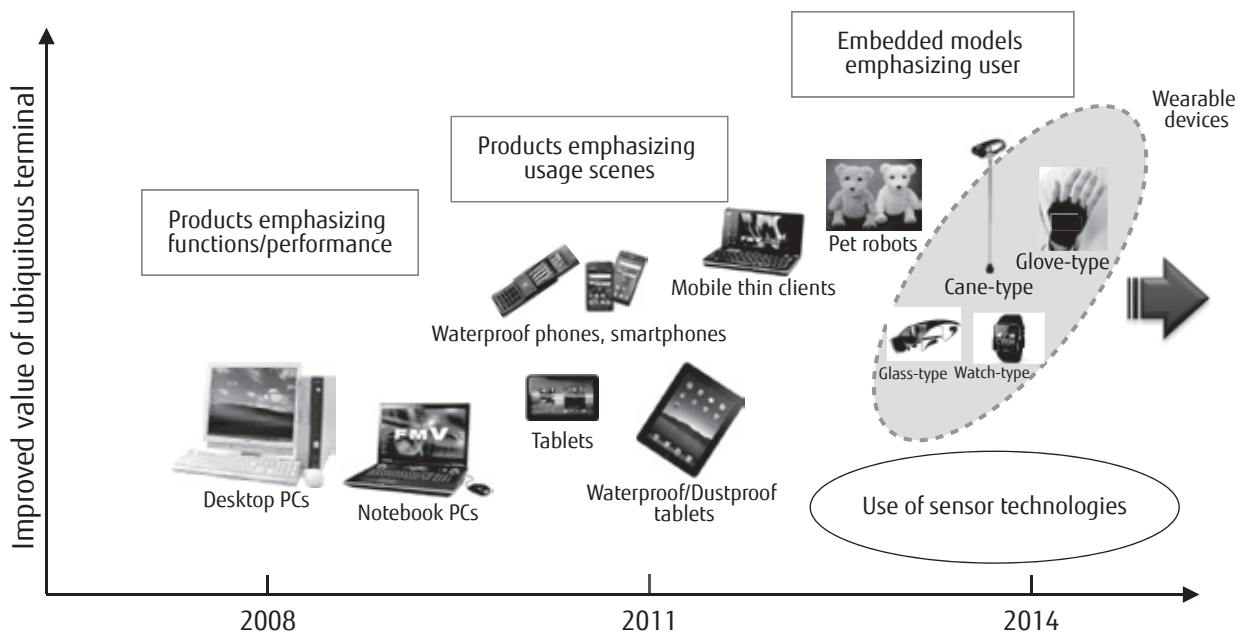 Improved value of ubiquitous terminal
Embedded models
emphasizing user
Wearable
devices
Products emphasizing
usage scenes
Products emphasizing
functions/performance
Pet robots
Glove-type
Cane-type
Mobile thin clients
Waterproof phones, smartphones
Glass-type
Watch-type
FMV
Tablets
Desktop PCs
Notebook PCs
Waterproof/Dustproof
tablets
Use of sensor technologies
2008
2011
2014